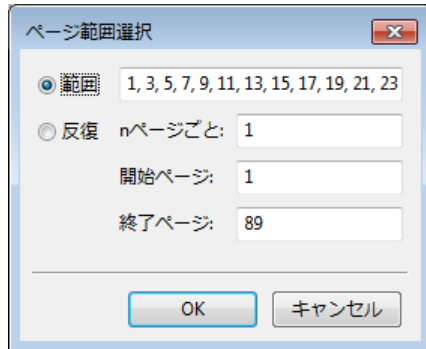 ページ範囲選択
範囲 1, 3, 5, 7, 9, 11, 13, 15, 17, 19, 21, 23
反復 nページごと: 1
開始ページ: 1
終了ページ: 89
OK キャンセル